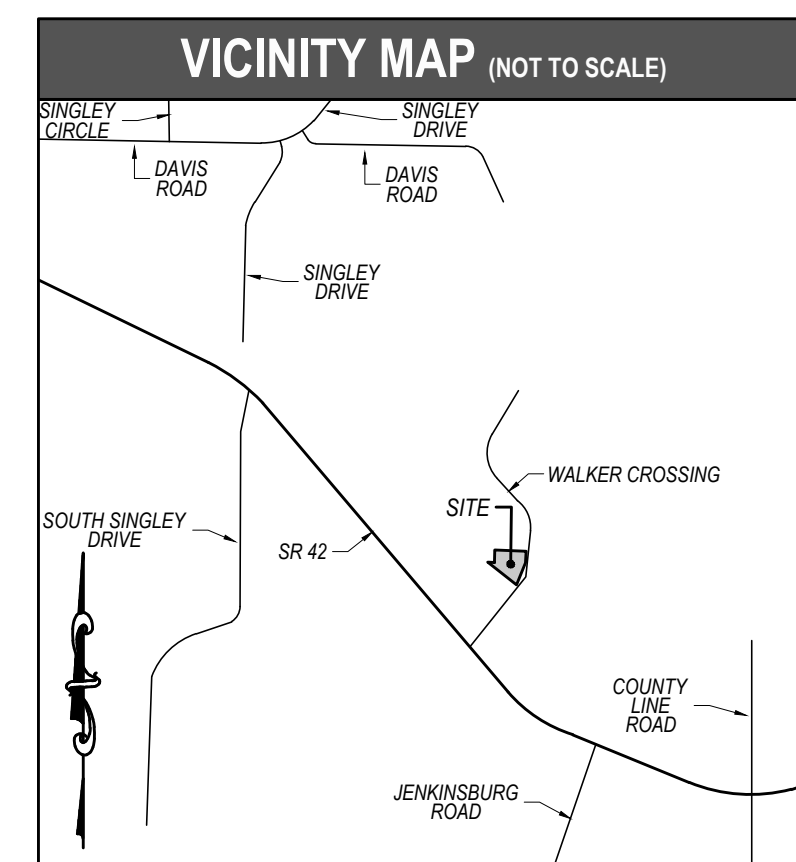 VICINITY MAP (NOT TO SCALE)
SINGLEY
CIRCLE
SINGLEY
DRIVE
DAVIS
ROAD
DAVIS
ROAD
SINGLEY
DRIVE
WALKER CROSSING
SITE
SOUTH SINGLEY
DRIVE
SR 42
COUNTY
LINE
ROAD
JENKINSBURG
ROAD